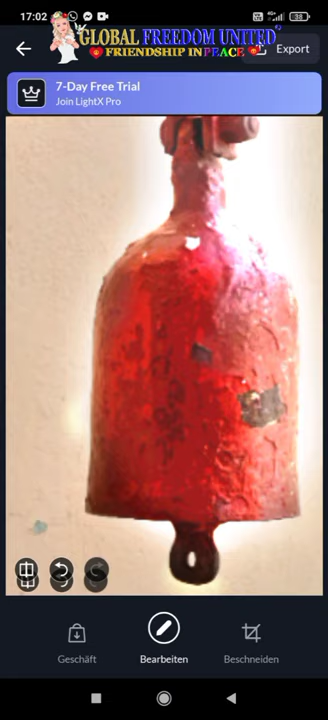 17:02
38
GLOBAL FREEDOM UNITED
FRIENDSHIP IN PEACE
Export
7-Day Free Trial
Join LightX Pro
Geschäft
Bearbeiten
Beschneiden